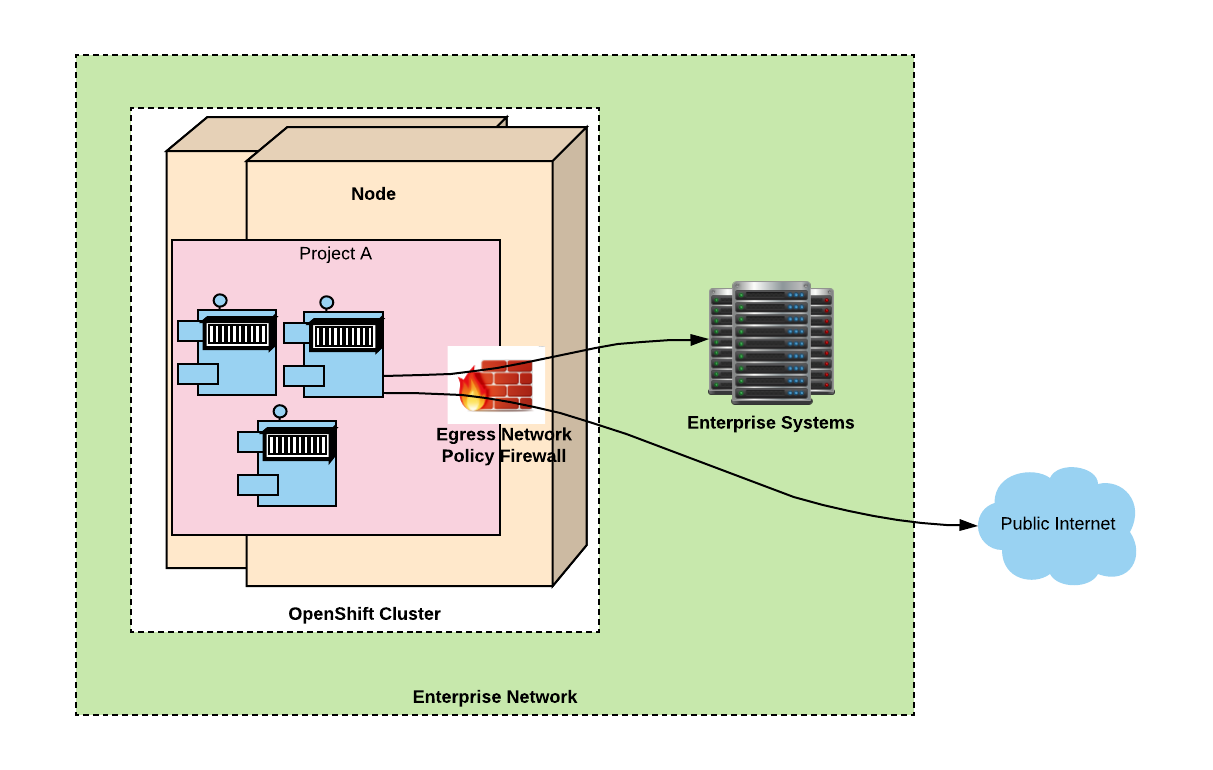 Node
Project A
Egress Network
Policy Firewall
Enterprise Systems
Public Internet
OpenShift Cluster
Enterprise Network